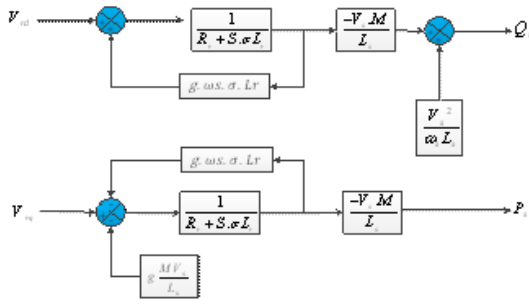 V_rd
1 / (R_r + S.σL_r)
-V_s.M / L_s
Q_s
g.ωs.σ.Lr
V_s² / (ω_s L_s)
g.ωs.σ.Lr
V_rq
1 / (R_r + S.σL_r)
-V_s.M / L_s
P_s
g MV_s / L_s